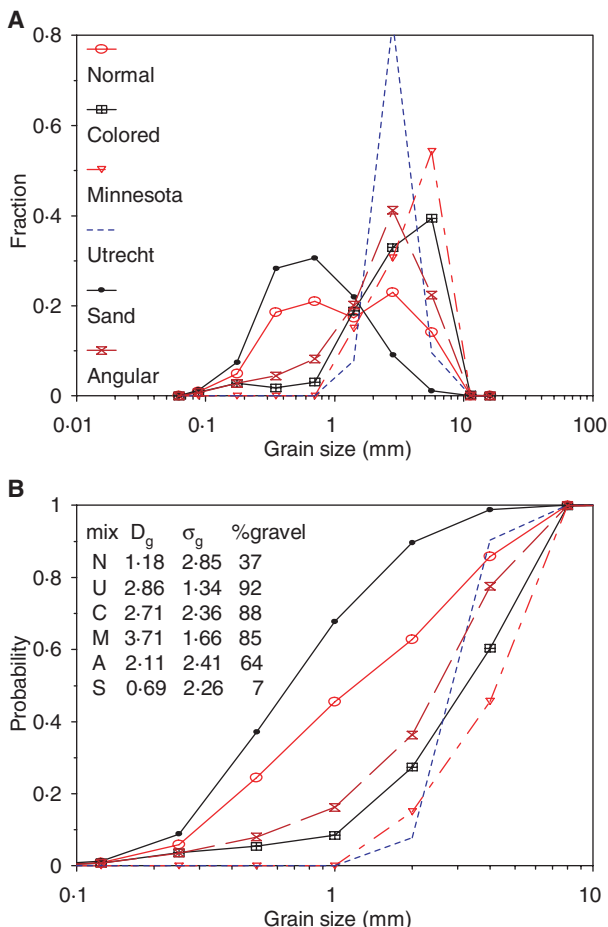 A
0·8
0·6
0·4
0·2
0
Fraction
Normal
Colored
Minnesota
Utrecht
Sand
Angular
0·01 0·1 1 10 100
Grain size (mm)
B
1
0·8
0·6
0·4
0·2
0
Probability
mix Dg σg %gravel
N 1·18 2·85 37
U 2·86 1·34 92
C 2·71 2·36 88
M 3·71 1·66 85
A 2·11 2·41 64
S 0·69 2·26 7
0·1 1 10
Grain size (mm)